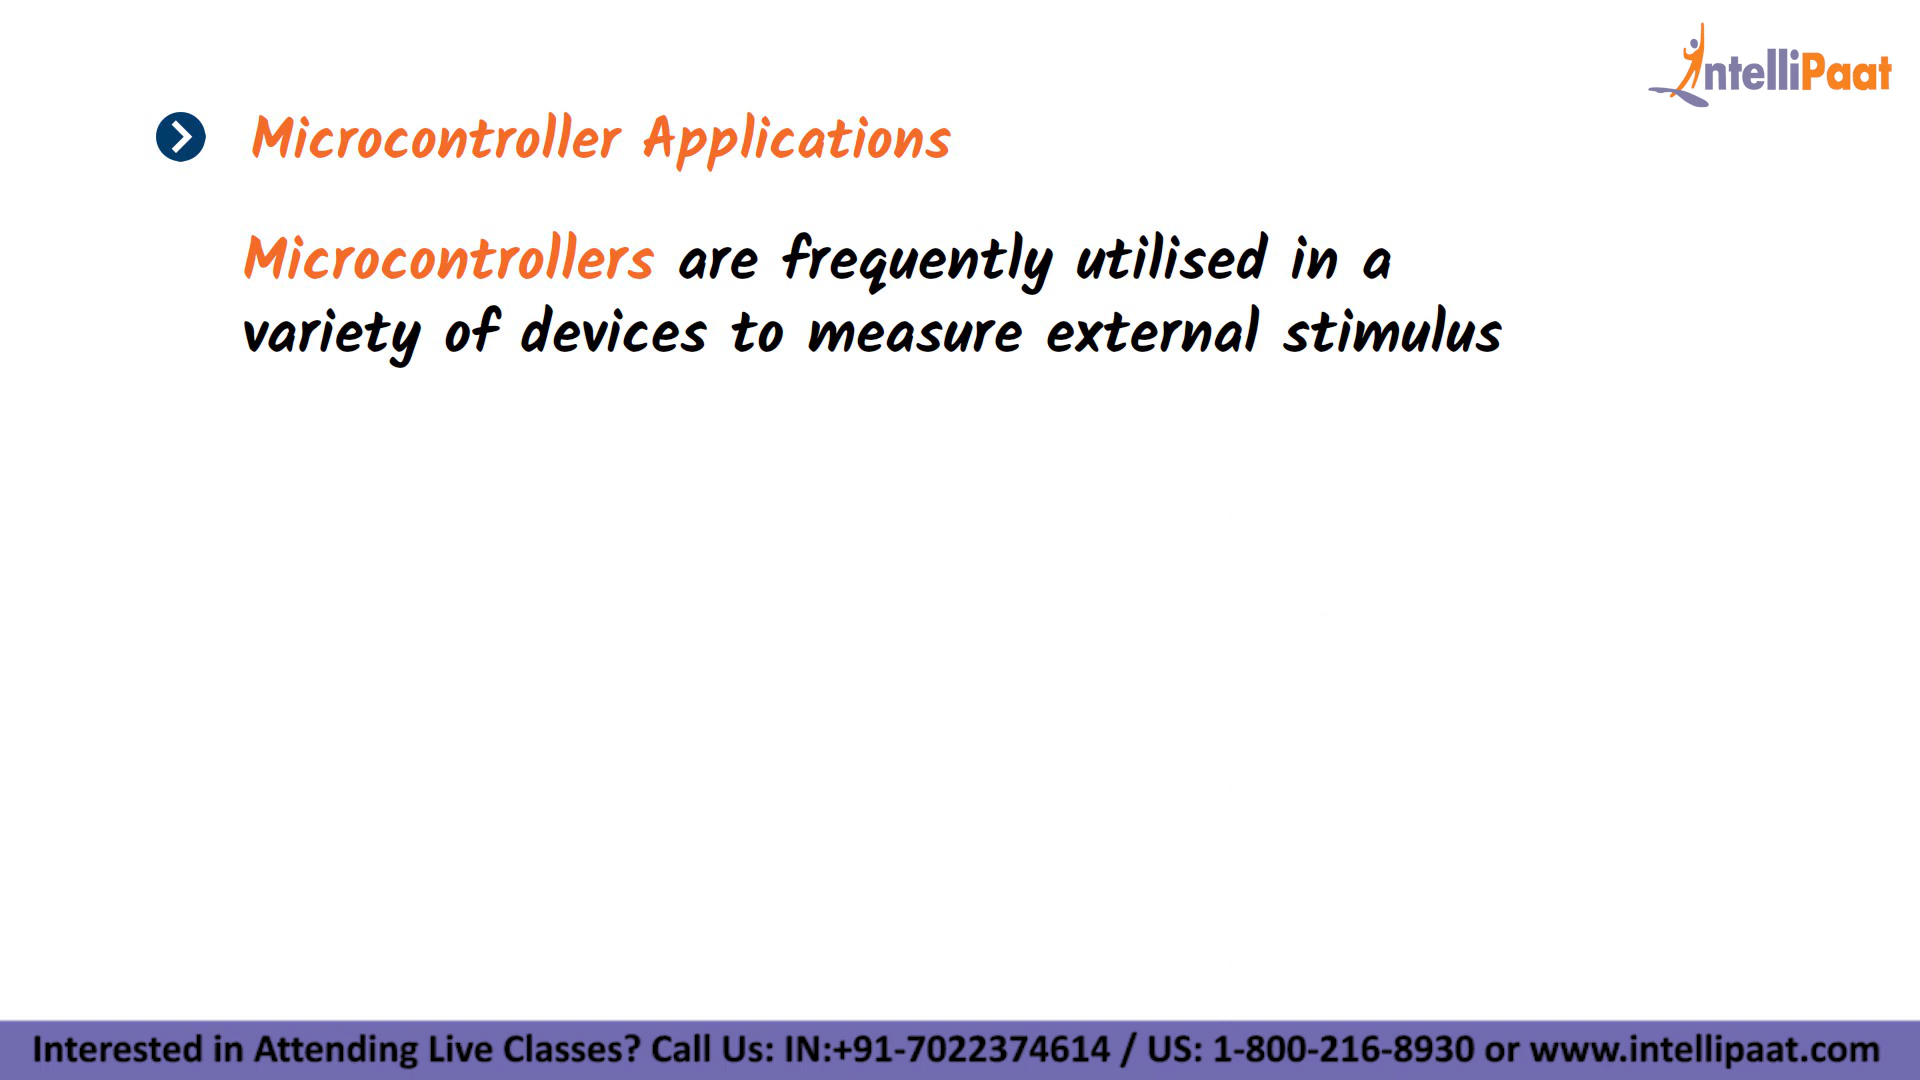 IntelliPaat
Microcontroller Applications
Microcontrollers are frequently utilised in a
variety of devices to measure external stimulus
Interested in Attending Live Classes? Call Us: IN:+91-7022374614 / US: 1-800-216-8930 or www.intellipaat.com